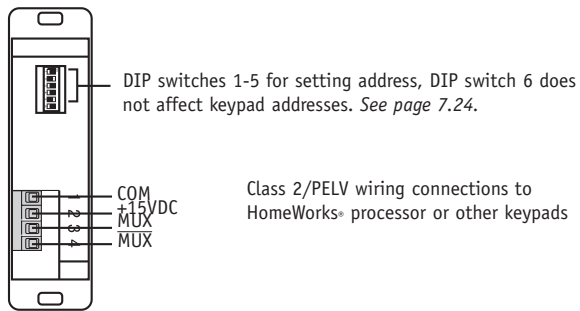 DIP switches 1-5 for setting address, DIP switch 6 does
not affect keypad addresses. See page 7.24.
1 COM
2 +15VDC
3 MUX
4 M̅U̅X̅
Class 2/PELV wiring connections to
HomeWorks® processor or other keypads